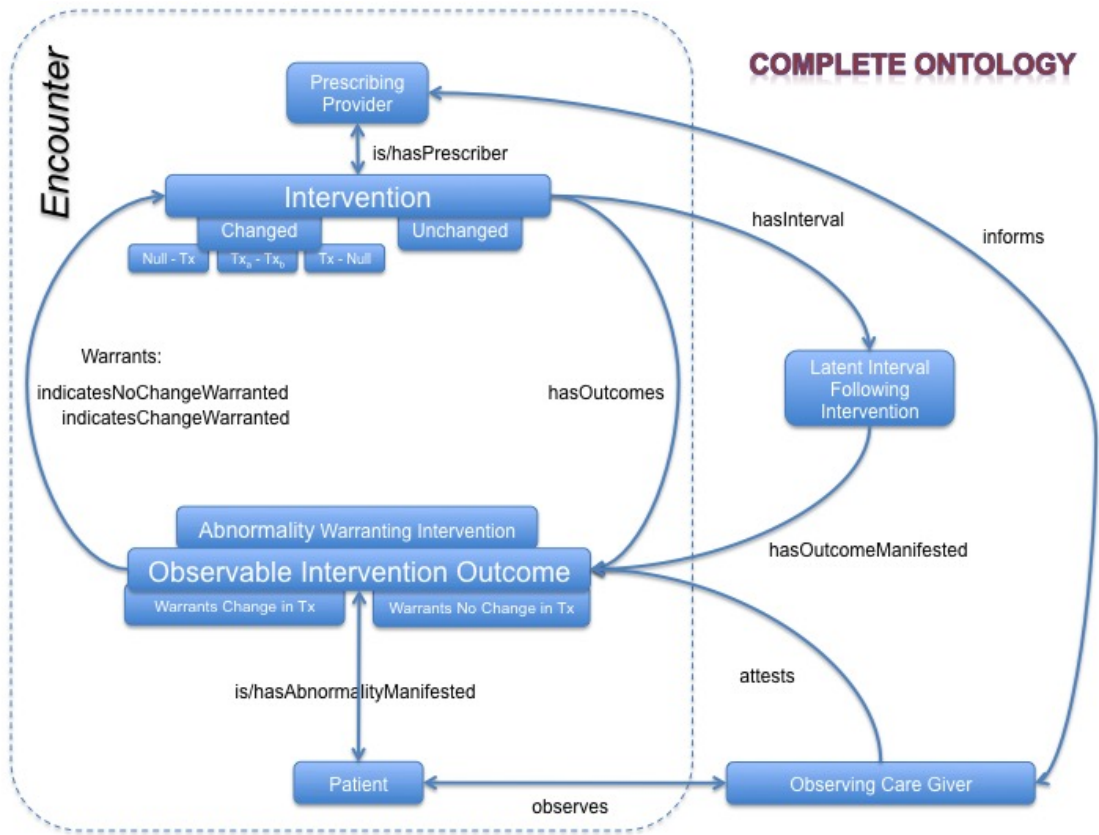 COMPLETE ONTOLOGY
Encounter
Prescribing
Provider
is/hasPrescriber
Intervention
Changed
Unchanged
Null - Tx
Txa - Txb
Tx - Null
hasInterval
informs
Warrants:
indicatesNoChangeWarranted
indicatesChangeWarranted
hasOutcomes
Latent Interval
Following
Intervention
Abnormality Warranting Intervention
Observable Intervention Outcome
Warrants Change in Tx
Warrants No Change in Tx
hasOutcomeManifested
is/hasAbnormalityManifested
attests
Patient
observes
Observing Care Giver